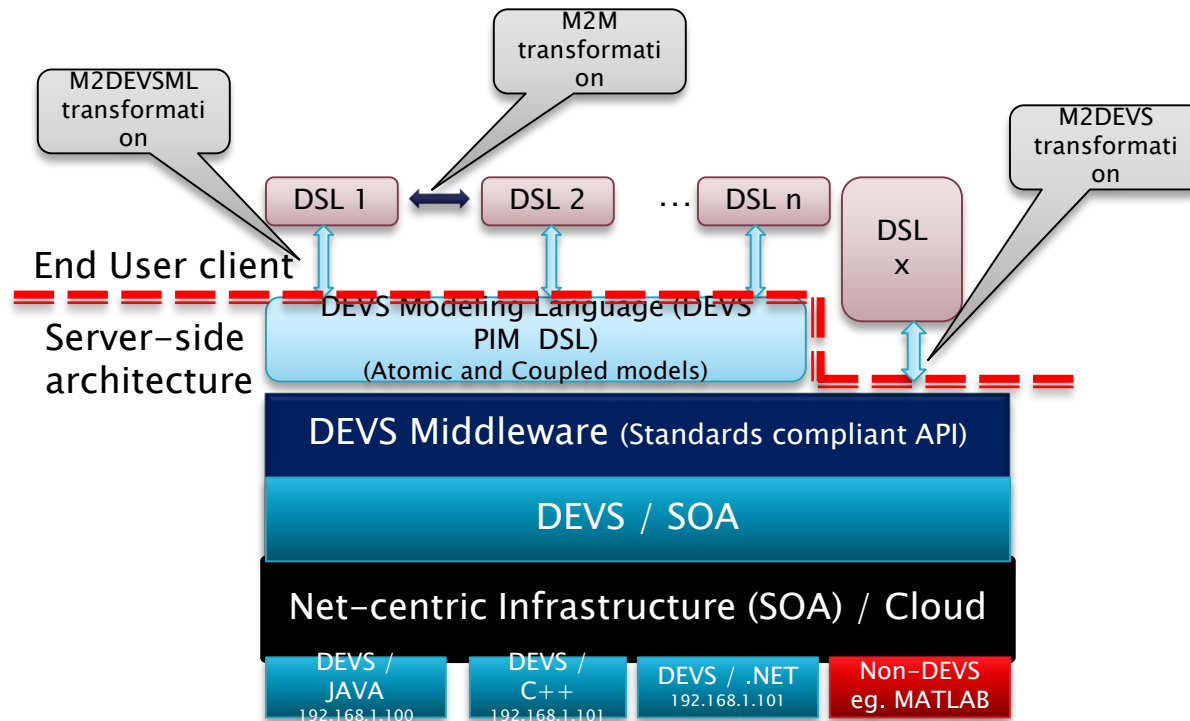 M2M
transformati
on
M2DEVSML
transformati
on
M2DEVS
transformati
on
DSL 1
DSL 2
...
DSL n
DSL
x
End User client
Server-side
architecture
DEVS Modeling Language (DEVS
PIM DSL)
(Atomic and Coupled models)
DEVS Middleware (Standards compliant API)
DEVS / SOA
Net-centric Infrastructure (SOA) / Cloud
DEVS /
JAVA
192.168.1.100
DEVS /
C++
192.168.1.101
DEVS / .NET
192.168.1.101
Non-DEVS
eg. MATLAB